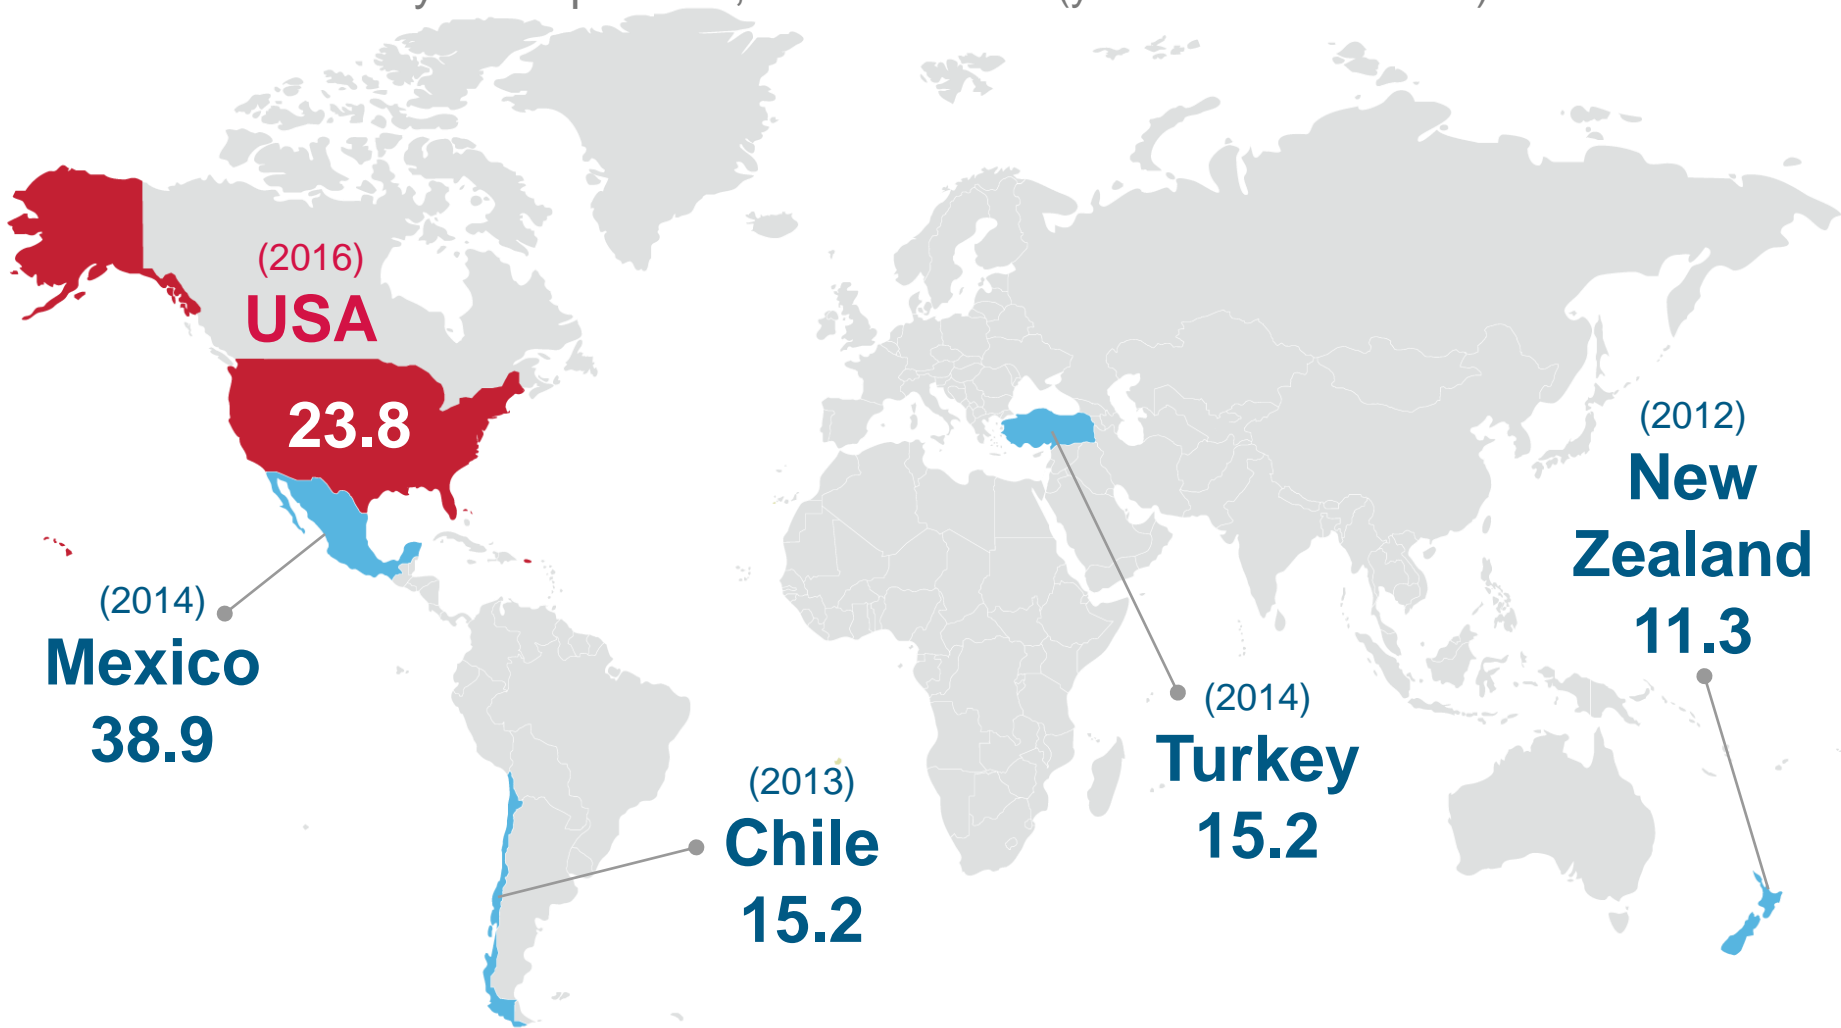 (2016)
USA
23.8
(2014)
Mexico
38.9
(2013)
Chile
15.2
(2014)
Turkey
15.2
(2012)
New
Zealand
11.3